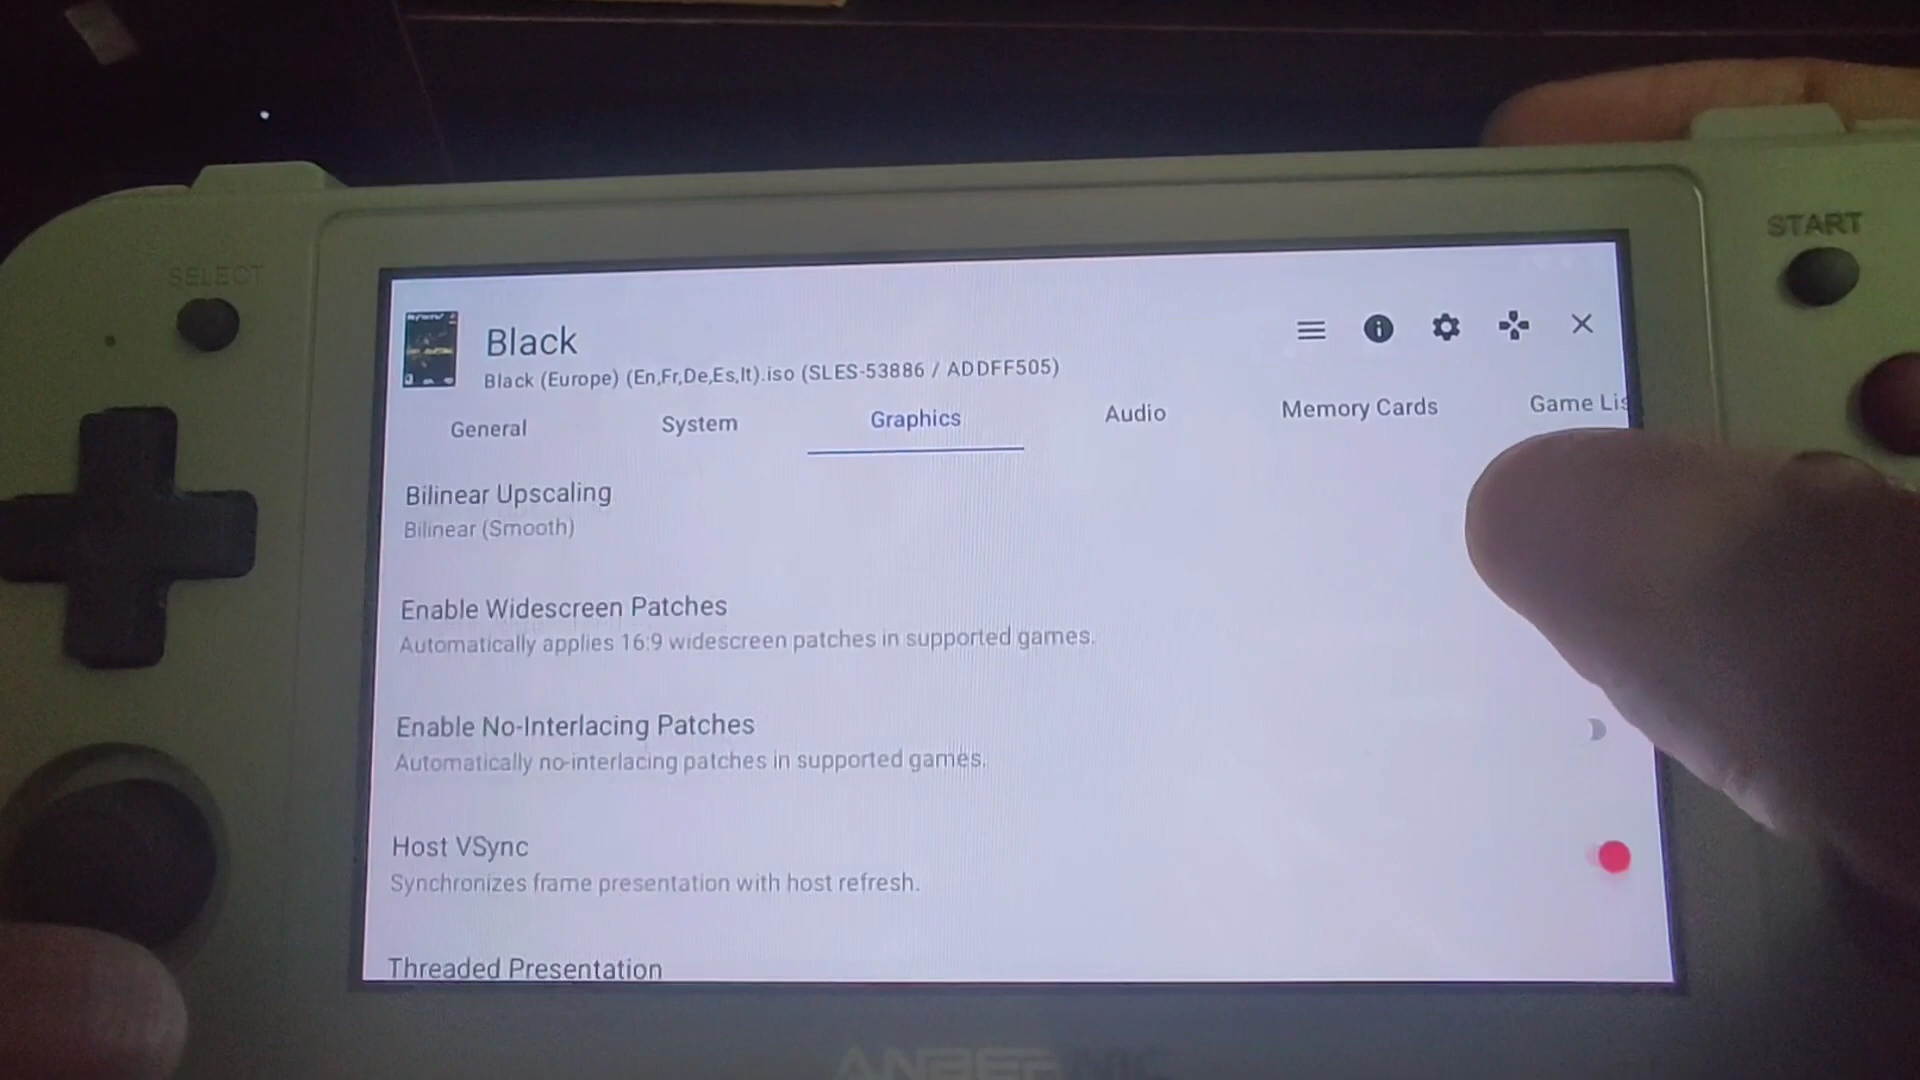 SELECT
START
Black
Black (Europe) (En,Fr,De,Es,It).iso (SLES-53886 / ADDFF505)
General
System
Graphics
Audio
Memory Cards
Game Lis
Bilinear Upscaling
Bilinear (Smooth)
Enable Widescreen Patches
Automatically applies 16:9 widescreen patches in supported games.
Enable No-Interlacing Patches
Automatically no-interlacing patches in supported games.
Host VSync
Synchronizes frame presentation with host refresh.
Threaded Presentation
ANBERNIC